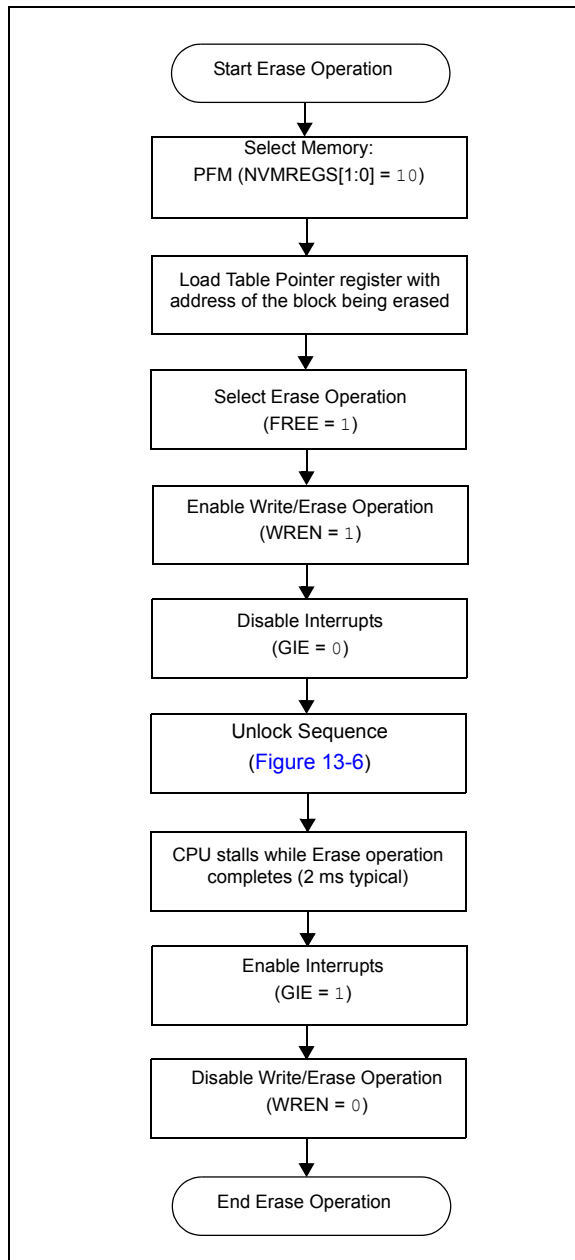 Start Erase Operation
Select Memory:
PFM (NVMREGS[1:0] = 10)
Load Table Pointer register with
address of the block being erased
Select Erase Operation
(FREE = 1)
Enable Write/Erase Operation
(WREN = 1)
Disable Interrupts
(GIE = 0)
Unlock Sequence
(Figure 13-6)
CPU stalls while Erase operation
completes (2 ms typical)
Enable Interrupts
(GIE = 1)
Disable Write/Erase Operation
(WREN = 0)
End Erase Operation